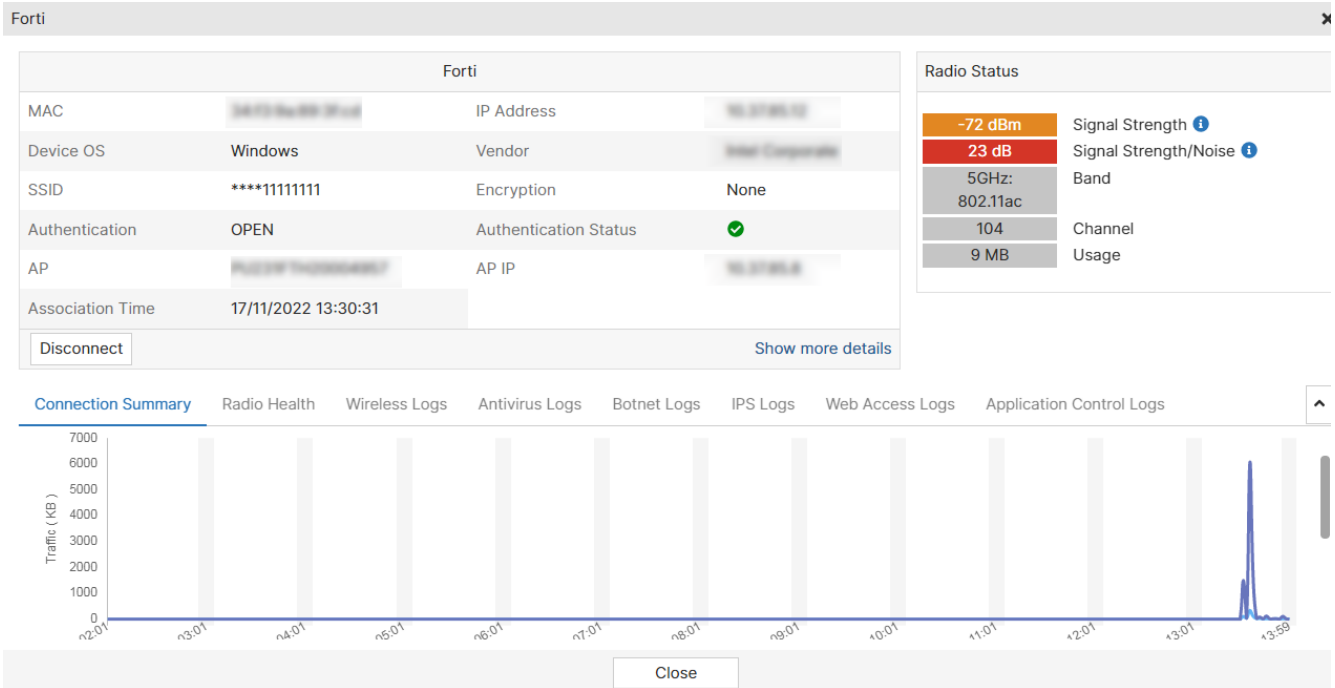 Forti
Forti
MAC IP Address
Device OS Windows Vendor
SSID ****11111111 Encryption None
Authentication OPEN Authentication Status
AP AP IP
Association Time 17/11/2022 13:30:31
Disconnect Show more details
Radio Status
-72 dBm Signal Strength
23 dB Signal Strength/Noise
5GHz: Band
802.11ac
104 Channel
9 MB Usage
Connection Summary Radio Health Wireless Logs Antivirus Logs Botnet Logs IPS Logs Web Access Logs Application Control Logs
Traffic ( KB )
7000
6000
5000
4000
3000
2000
1000
0
02:01 03:01 04:01 05:01 06:01 07:01 08:01 09:01 10:01 11:01 12:01 13:01 13:59
Close